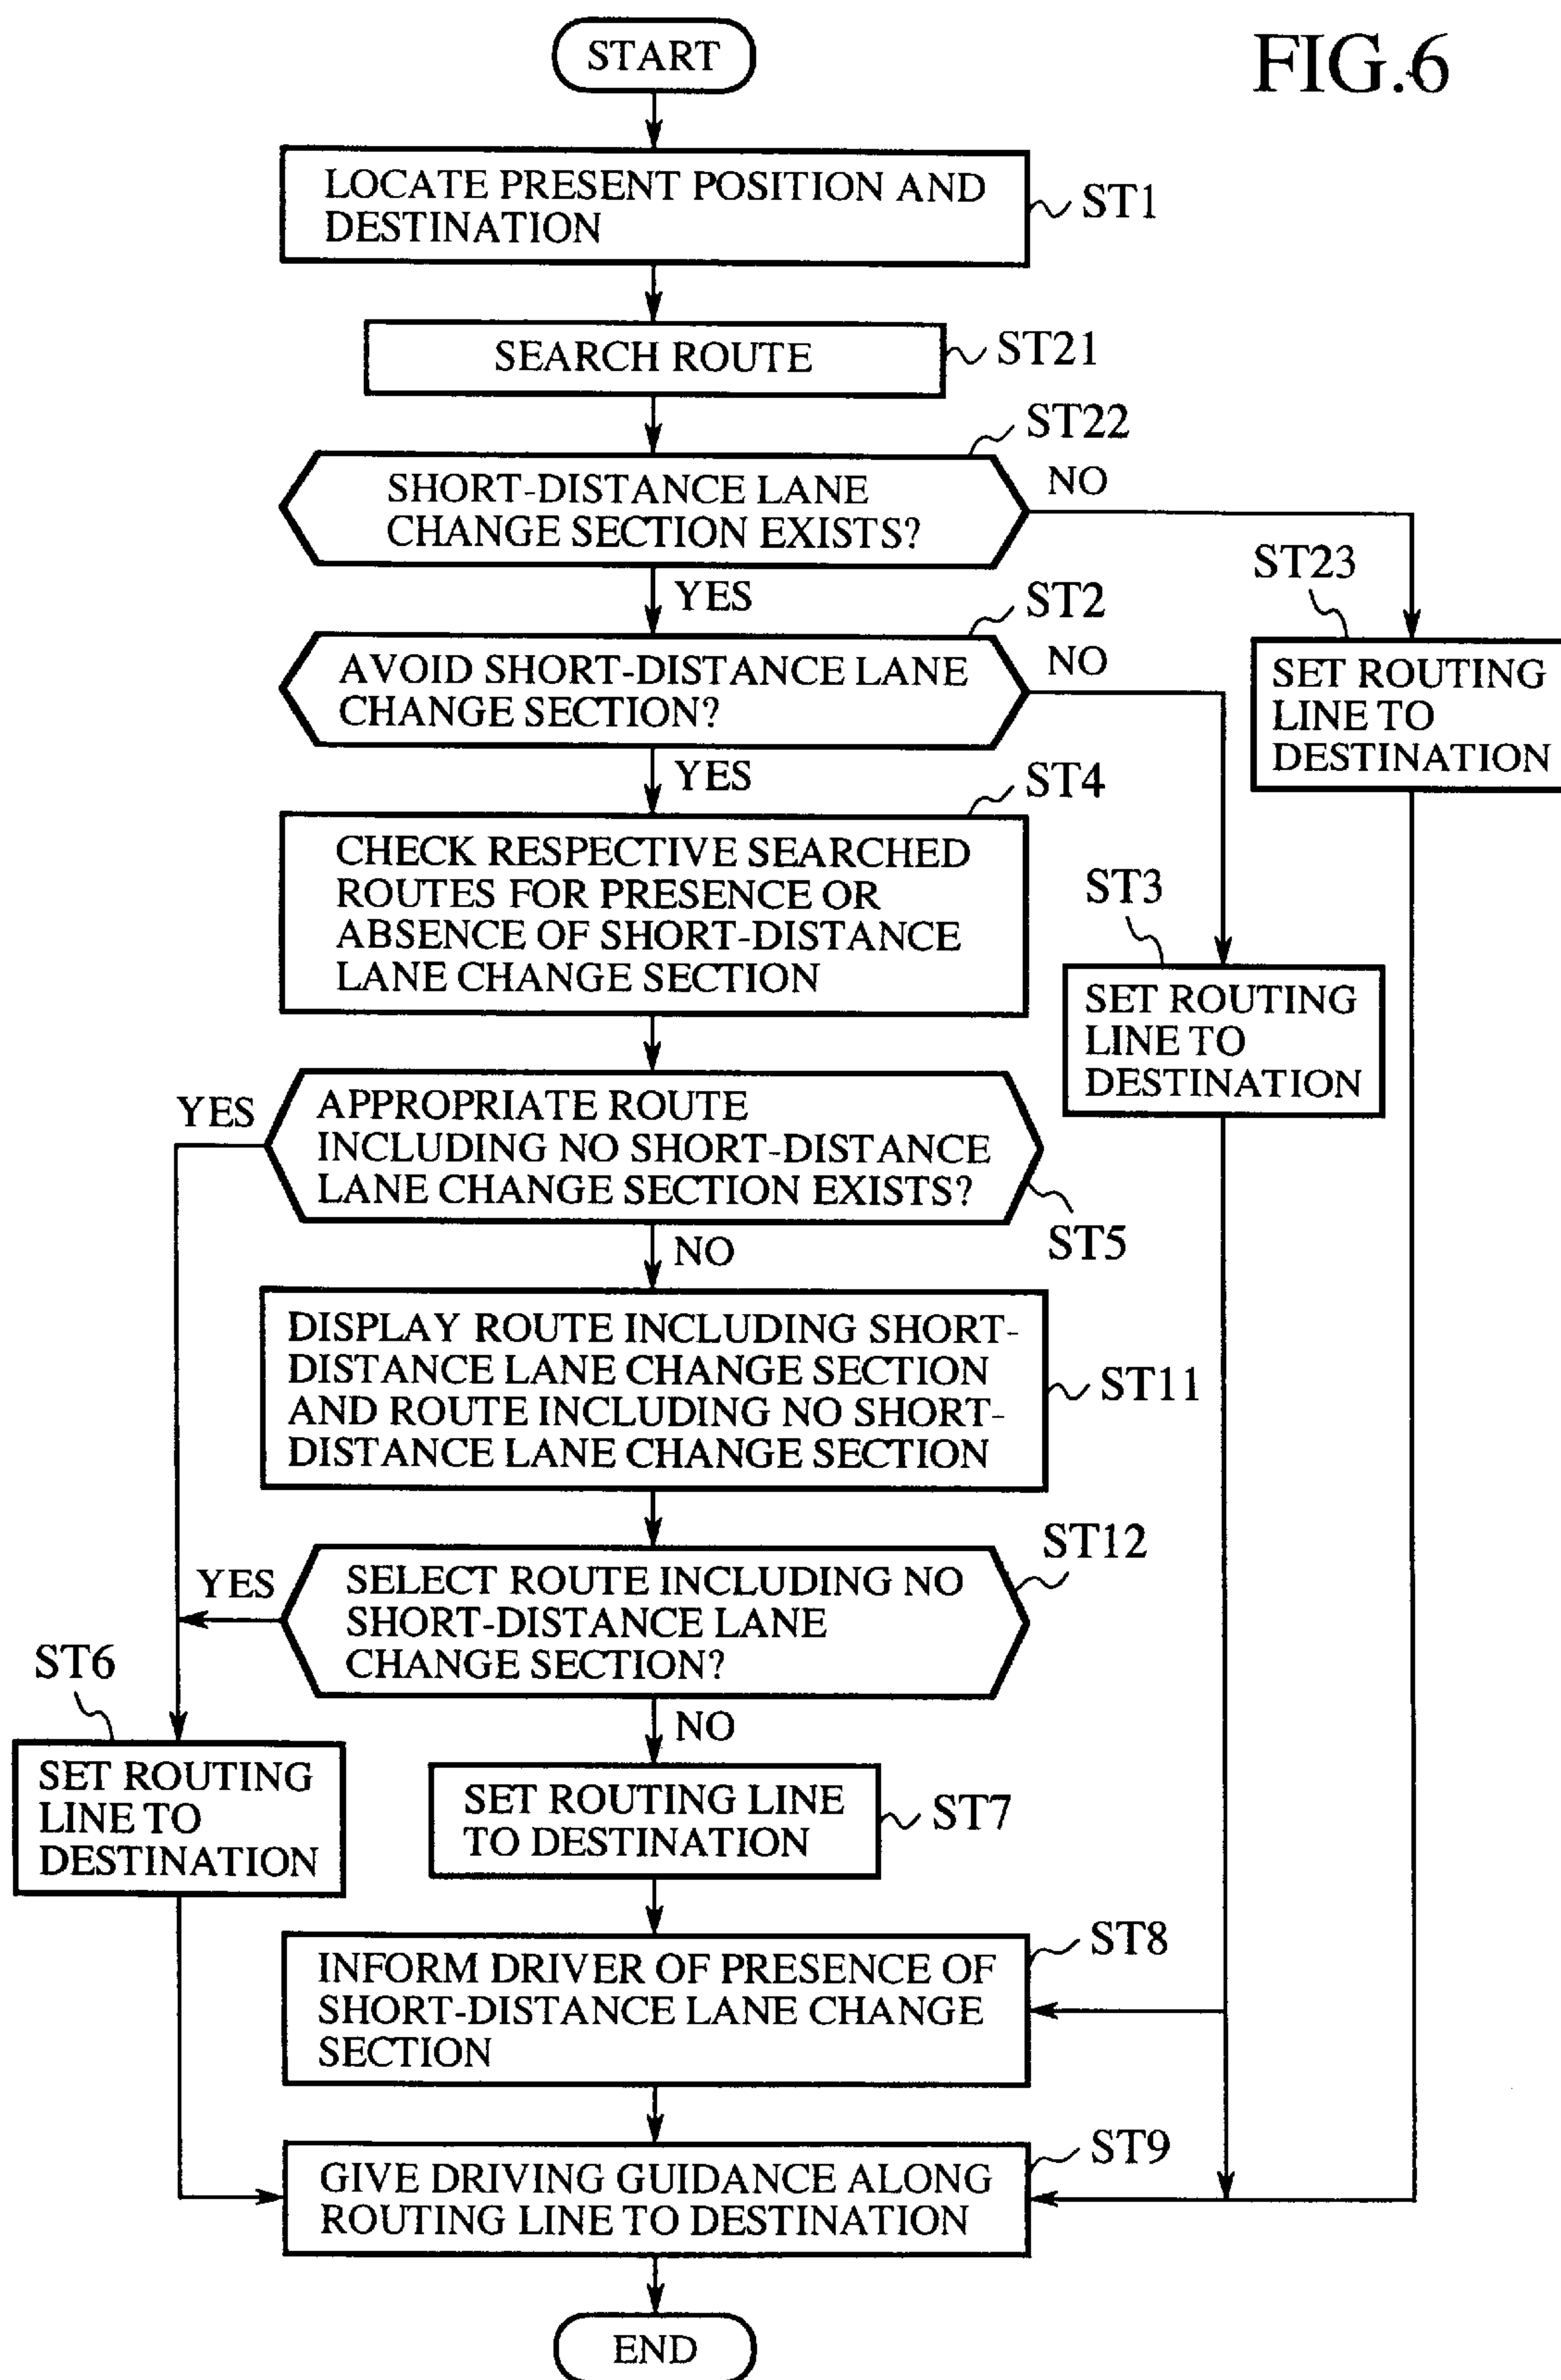 FIG.6
START
LOCATE PRESENT POSITION AND
DESTINATION
ST1
SEARCH ROUTE
ST21
ST22
SHORT-DISTANCE LANE
CHANGE SECTION EXISTS?
NO
YES
ST23
SET ROUTING
LINE TO
DESTINATION
ST2
AVOID SHORT-DISTANCE LANE
CHANGE SECTION?
NO
YES
ST3
SET ROUTING
LINE TO
DESTINATION
ST4
CHECK RESPECTIVE SEARCHED
ROUTES FOR PRESENCE OR
ABSENCE OF SHORT-DISTANCE
LANE CHANGE SECTION
YES
APPROPRIATE ROUTE
INCLUDING NO SHORT-DISTANCE
LANE CHANGE SECTION EXISTS?
ST5
NO
DISPLAY ROUTE INCLUDING SHORT-
DISTANCE LANE CHANGE SECTION
AND ROUTE INCLUDING NO SHORT-
DISTANCE LANE CHANGE SECTION
ST11
ST12
YES
SELECT ROUTE INCLUDING NO
SHORT-DISTANCE LANE
CHANGE SECTION?
NO
ST6
SET ROUTING
LINE TO
DESTINATION
SET ROUTING LINE
TO DESTINATION
ST7
INFORM DRIVER OF PRESENCE OF
SHORT-DISTANCE LANE CHANGE
SECTION
ST8
GIVE DRIVING GUIDANCE ALONG
ROUTING LINE TO DESTINATION
ST9
END